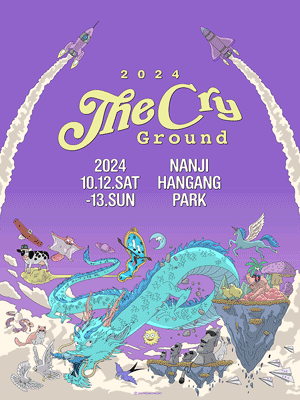 2024
The Cry
Ground
2024 NANJI
10.12.SAT HANGANG
-13.SUN PARK